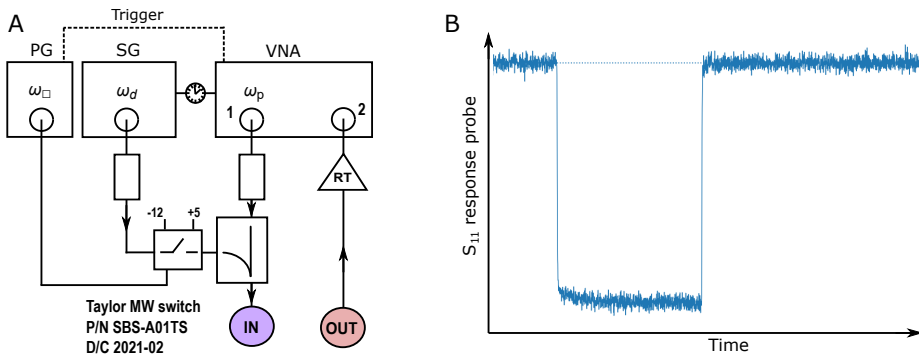 A
Trigger
PG
SG
VNA
ω□
ωd
ωp
1
2
RT
-12
+5
Taylor MW switch
P/N SBS-A01TS
D/C 2021-02
IN
OUT
B
S11 response probe
Time